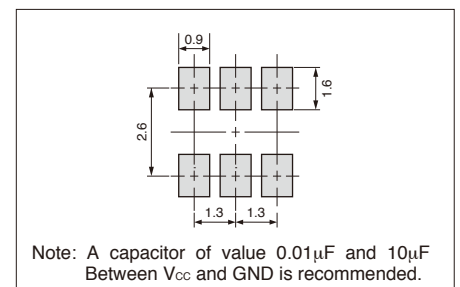 0.9
1.6
2.6
1.3 1.3
Note: A capacitor of value 0.01μF and 10μF
Between Vcc and GND is recommended.